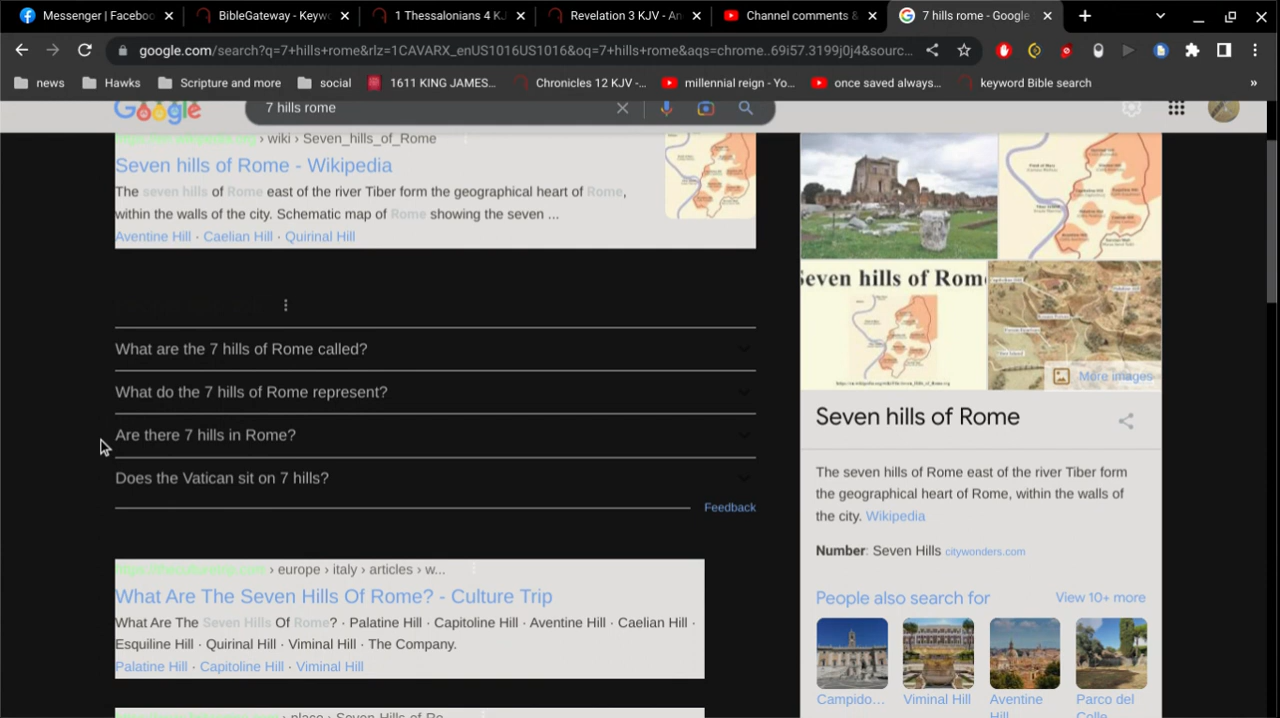 Messenger | Faceboo
BibleGateway - Keyw
1 Thessalonians 4 KJ
Revelation 3 KJV - An
Channel comments &
7 hills rome - Google
google.com/search?q=7+hills+rome&rlz=1CAVARX_enUS1016US1016&oq=7+hills+rome&aqs=chrome..69i57.3199j0j4&sourc...
news
Hawks
Scripture and more
social
1611 KING JAMES...
Chronicles 12 KJV -...
millennial reign - Yo...
once saved always...
keyword Bible search
»
Google
7 hills rome
› wiki › Seven_hills_of_Rome
Seven hills of Rome - Wikipedia
The seven hills of Rome east of the river Tiber form the geographical heart of Rome,
within the walls of the city. Schematic map of Rome showing the seven ...
Aventine Hill · Caelian Hill · Quirinal Hill
What are the 7 hills of Rome called?
What do the 7 hills of Rome represent?
Are there 7 hills in Rome?
Does the Vatican sit on 7 hills?
Feedback
› europe › italy › articles › w...
What Are The Seven Hills Of Rome? - Culture Trip
What Are The Seven Hills Of Rome? · Palatine Hill · Capitoline Hill · Aventine Hill · Caelian Hill ·
Esquiline Hill · Quirinal Hill · Viminal Hill · The Company.
Palatine Hill · Capitoline Hill · Viminal Hill
› place › Seven-Hills-of-Ro
Seven hills of Rom
More images
Seven hills of Rome
The seven hills of Rome east of the river Tiber form
the geographical heart of Rome, within the walls of
the city. Wikipedia
Number: Seven Hills citywonders.com
People also search for
View 10+ more
Campido...
Viminal Hill
Aventine
Hill
Parco del
Colle